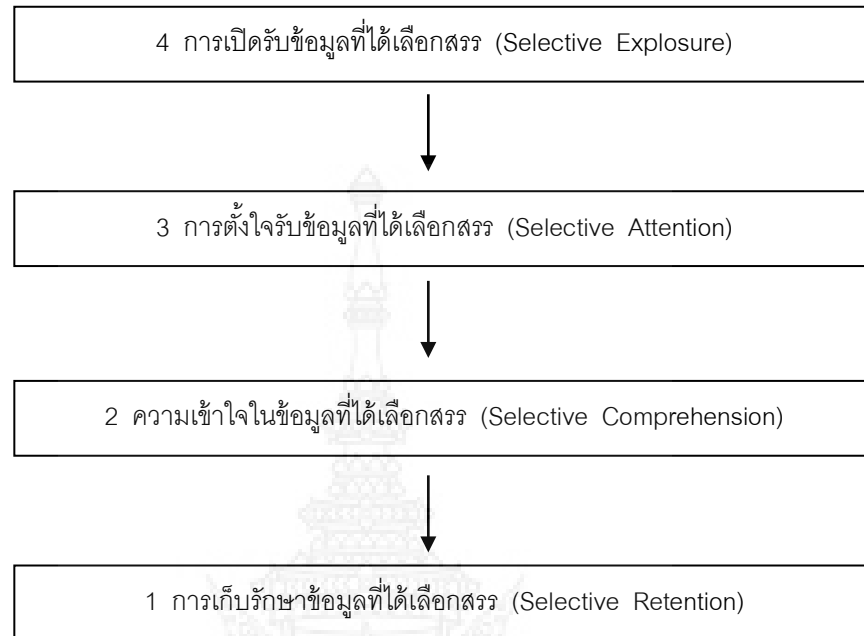 4 การเปิดรับข้อมูลที่ได้เลือกสรร (Selective Explosure)
3 การตั้งใจรับข้อมูลที่ได้เลือกสรร (Selective Attention)
2 ความเข้าใจในข้อมูลที่ได้เลือกสรร (Selective Comprehension)
1 การเก็บรักษาข้อมูลที่ได้เลือกสรร (Selective Retention)